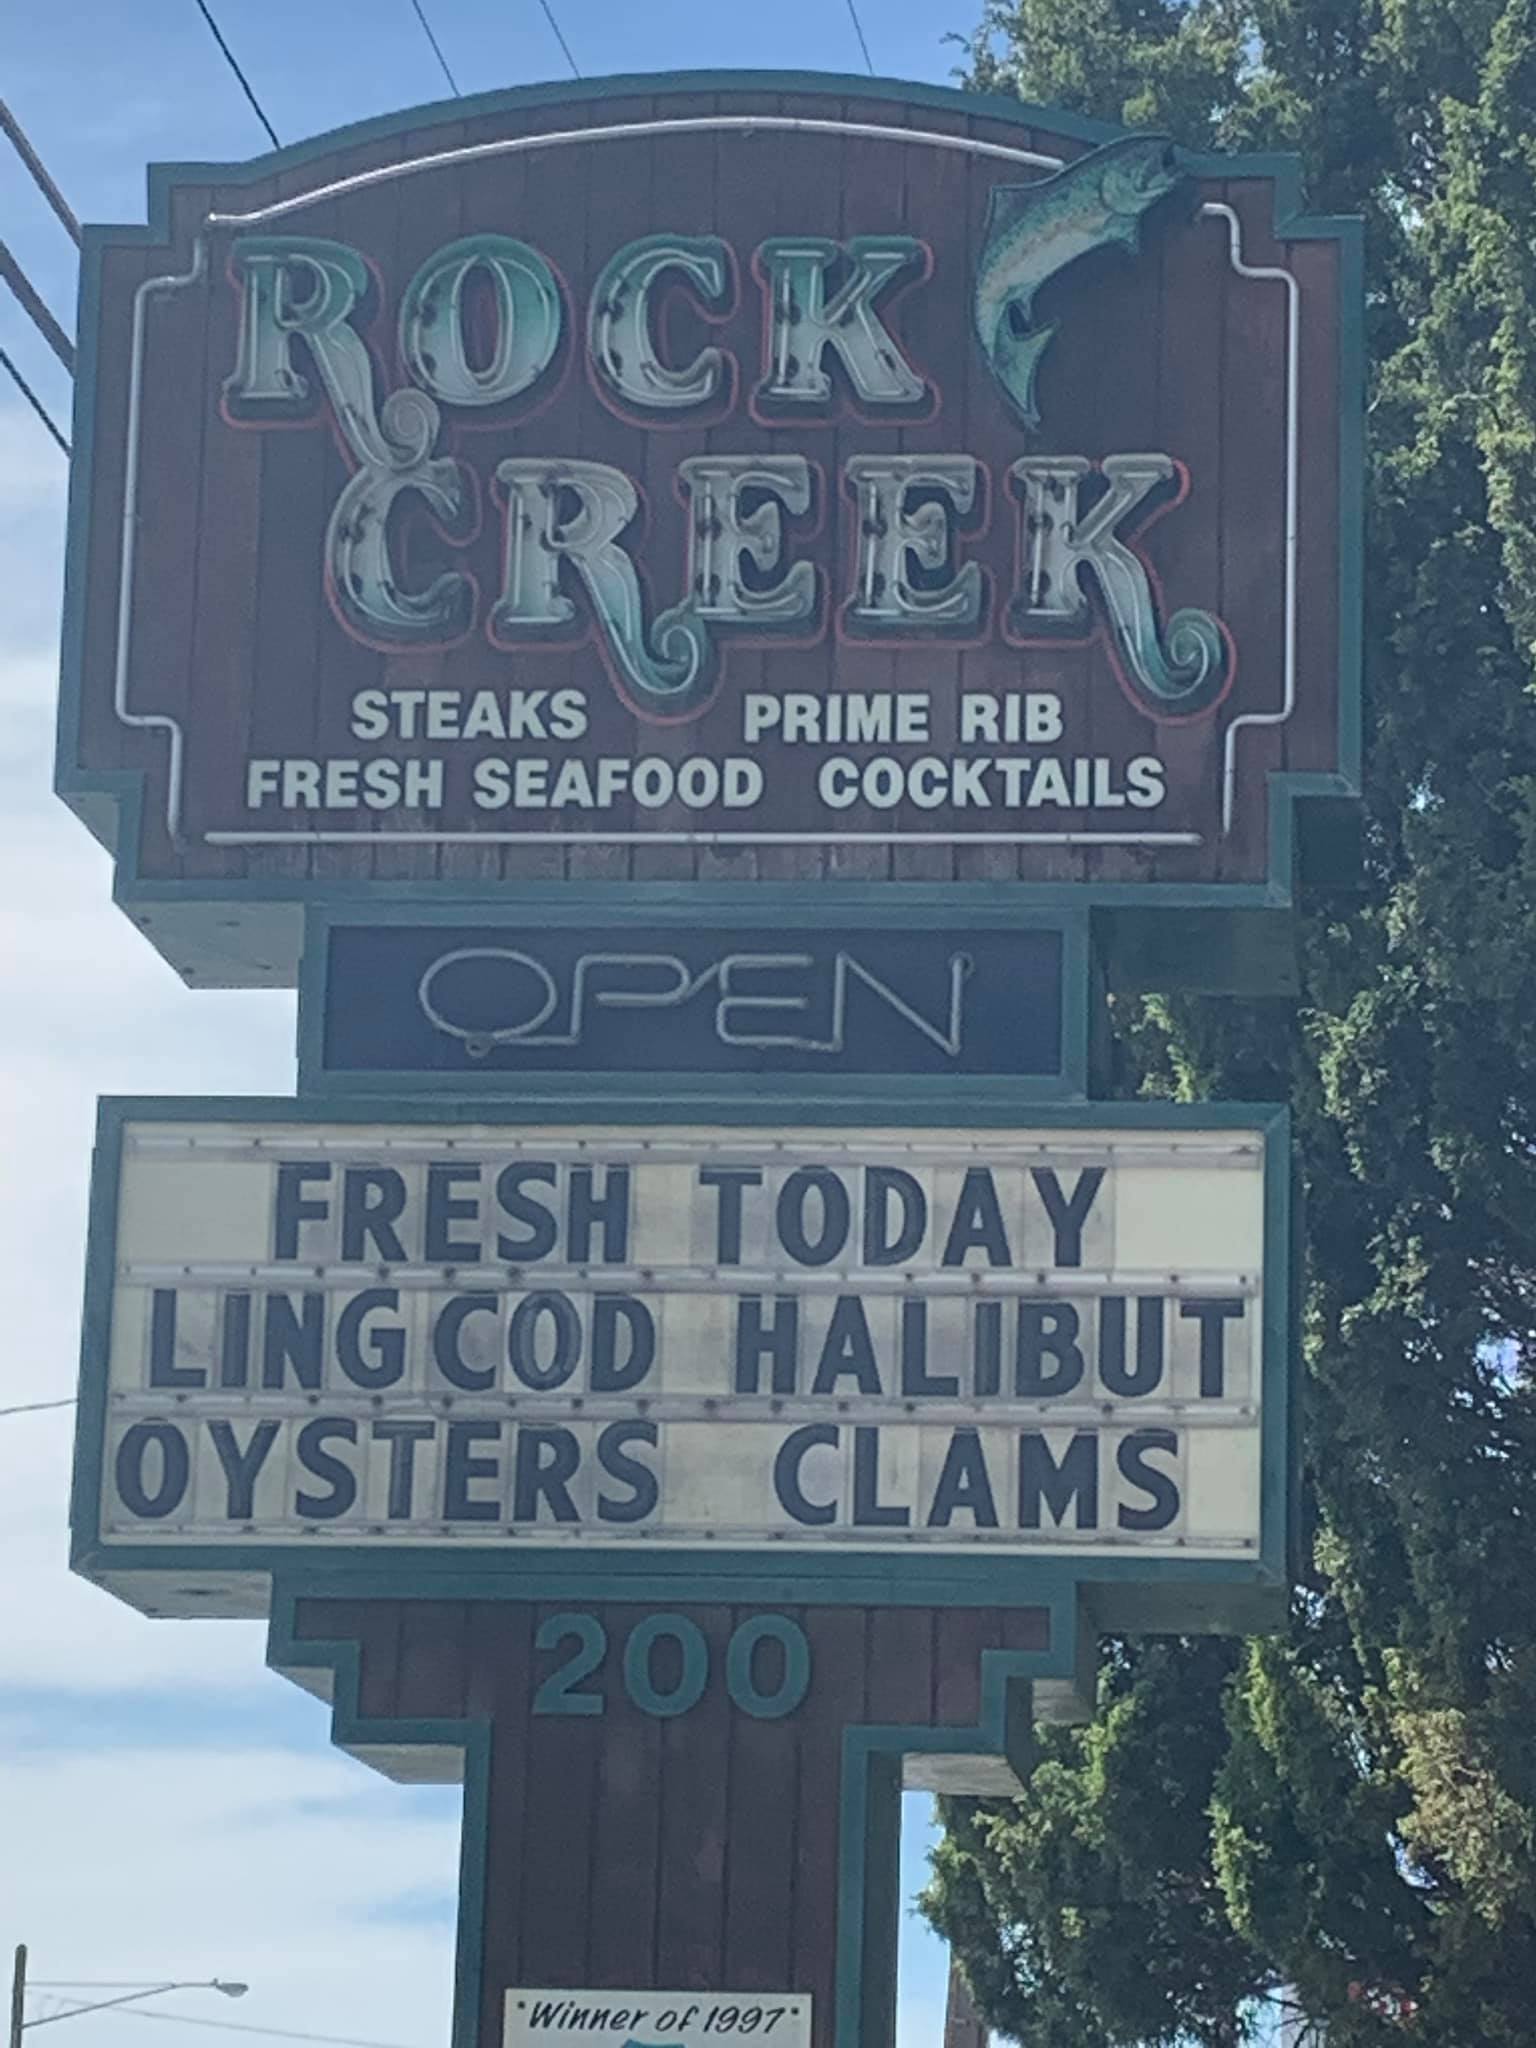 ROCK
CREEK
STEAKS PRIME RIB
FRESH SEAFOOD COCKTAILS
OPEN
FRESH TODAY
LINGCOD HALIBUT
OYSTERS CLAMS
200
"Winner of 1997"